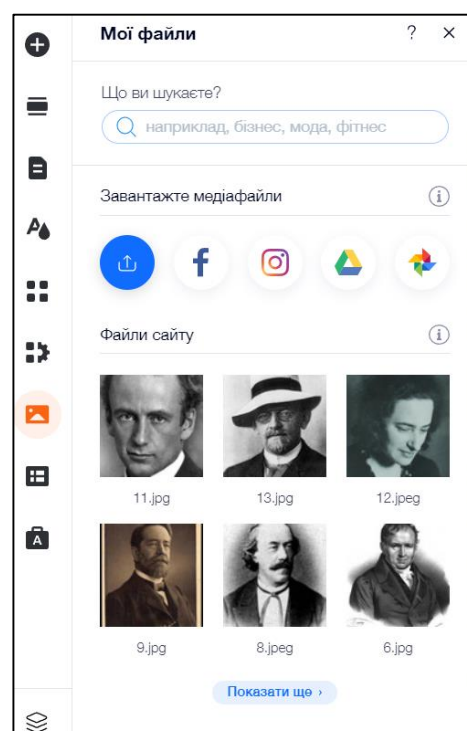 Мої файли
?
Що ви шукаєте?
наприклад, бізнес, мода, фітнес
Завантажте медіафайли
Файли сайту
11.jpg
13.jpg
12.jpeg
9.jpg
8.jpeg
6.jpg
Показати ще ›